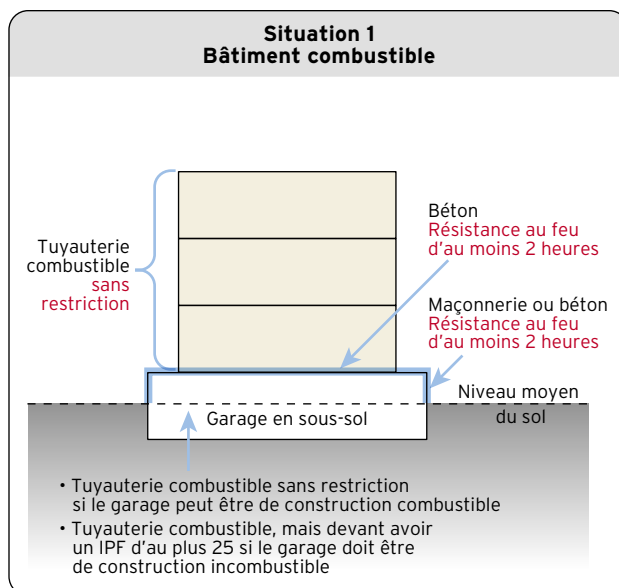 Situation 1
Bâtiment combustible
Tuyauterie
combustible
sans
restriction
Béton
Résistance au feu
d'au moins 2 heures
Maçonnerie ou béton
Résistance au feu
d'au moins 2 heures
Niveau moyen
du sol
Garage en sous-sol
• Tuyauterie combustible sans restriction
si le garage peut être de construction combustible
• Tuyauterie combustible, mais devant avoir
un IPF d'au plus 25 si le garage doit être
de construction incombustible